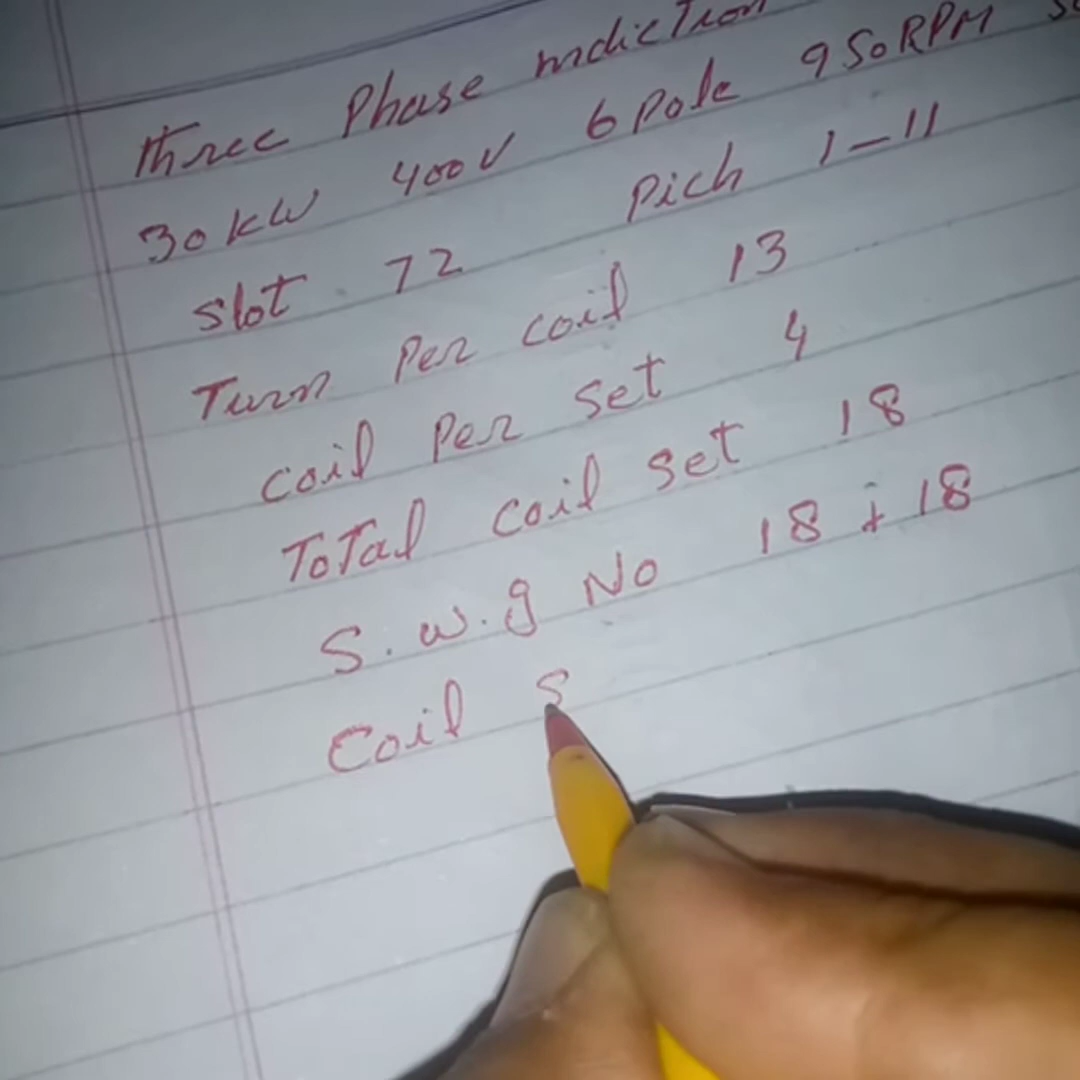 three Phase indicTion
30 KW 400V 6 Pole 950RPM
slot 72 Pich 1-11
Turn Per coil 13
coil Per set 4
ToTal coil set 18
S.w.g No 18 i 18
Coil S